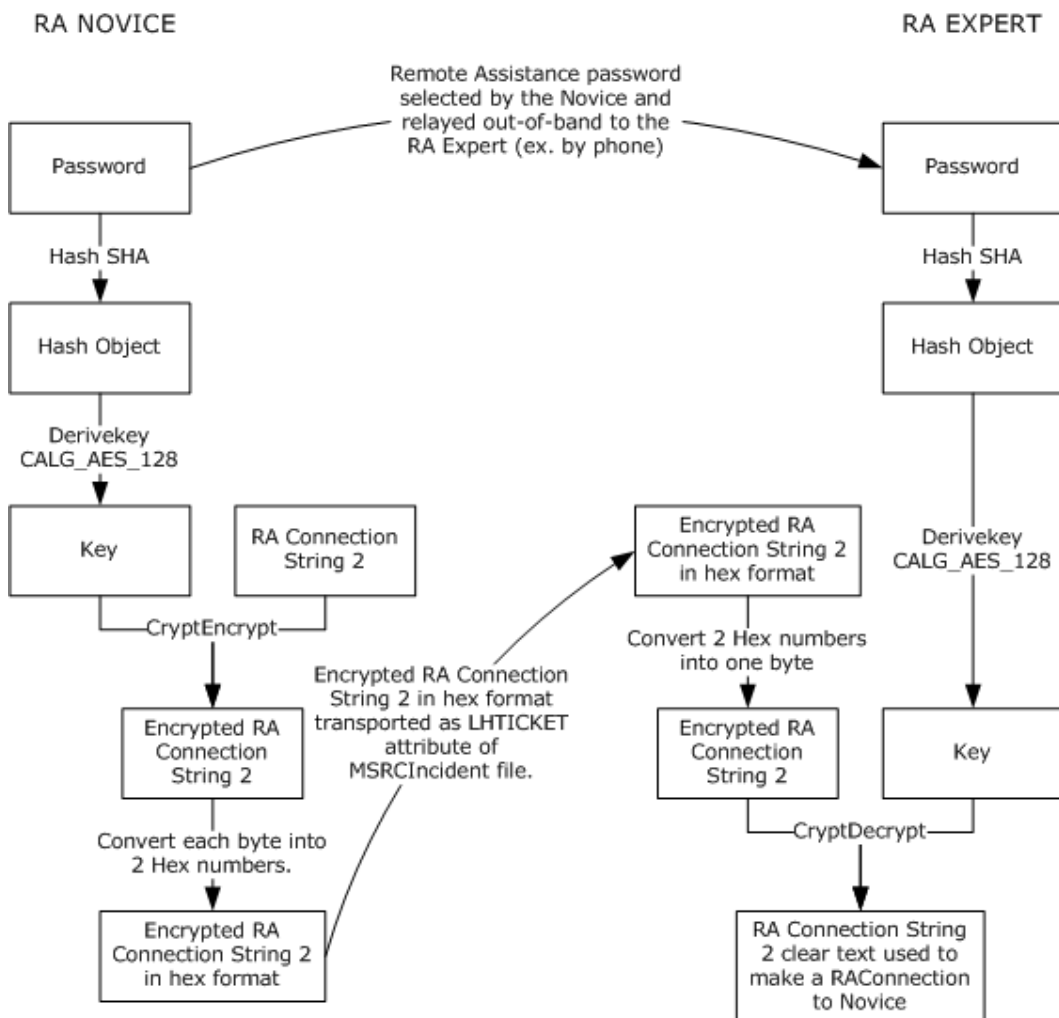 RA NOVICE
RA EXPERT
Remote Assistance password
selected by the Novice and
relayed out-of-band to the
RA Expert (ex. by phone)
Password
Password
Hash SHA
Hash SHA
Hash Object
Hash Object
Derivekey
CALG_AES_128
Key
RA Connection
String 2
Encrypted RA
Connection String 2
in hex format
Derivekey
CALG_AES_128
CryptEncrypt
Convert 2 Hex numbers
into one byte
Encrypted RA Connection
String 2 in hex format
transported as LHTICKET
attribute of
MSRCIncident file.
Encrypted RA
Connection
String 2
Encrypted RA
Connection
String 2
Key
Convert each byte into
2 Hex numbers.
CryptDecrypt
Encrypted RA
Connection String 2
in hex format
RA Connection String
2 clear text used to
make a RAConnection
to Novice